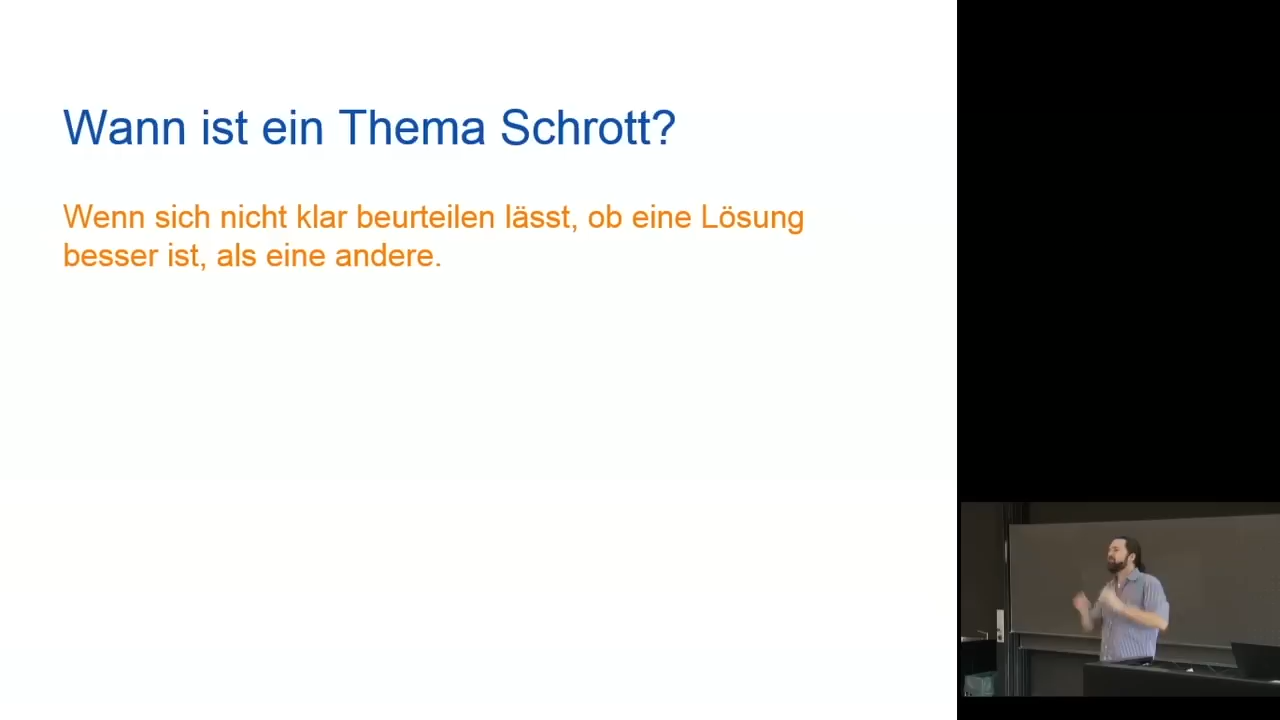 Wann ist ein Thema Schrott?
Wenn sich nicht klar beurteilen lässt, ob eine Lösung
besser ist, als eine andere.